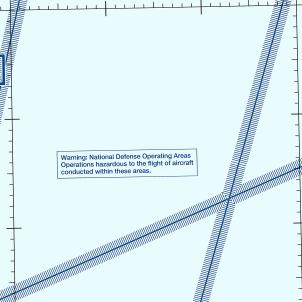 Warning: National Defense Operating Areas
Operations hazardous to the flight of aircraft
conducted within these areas.